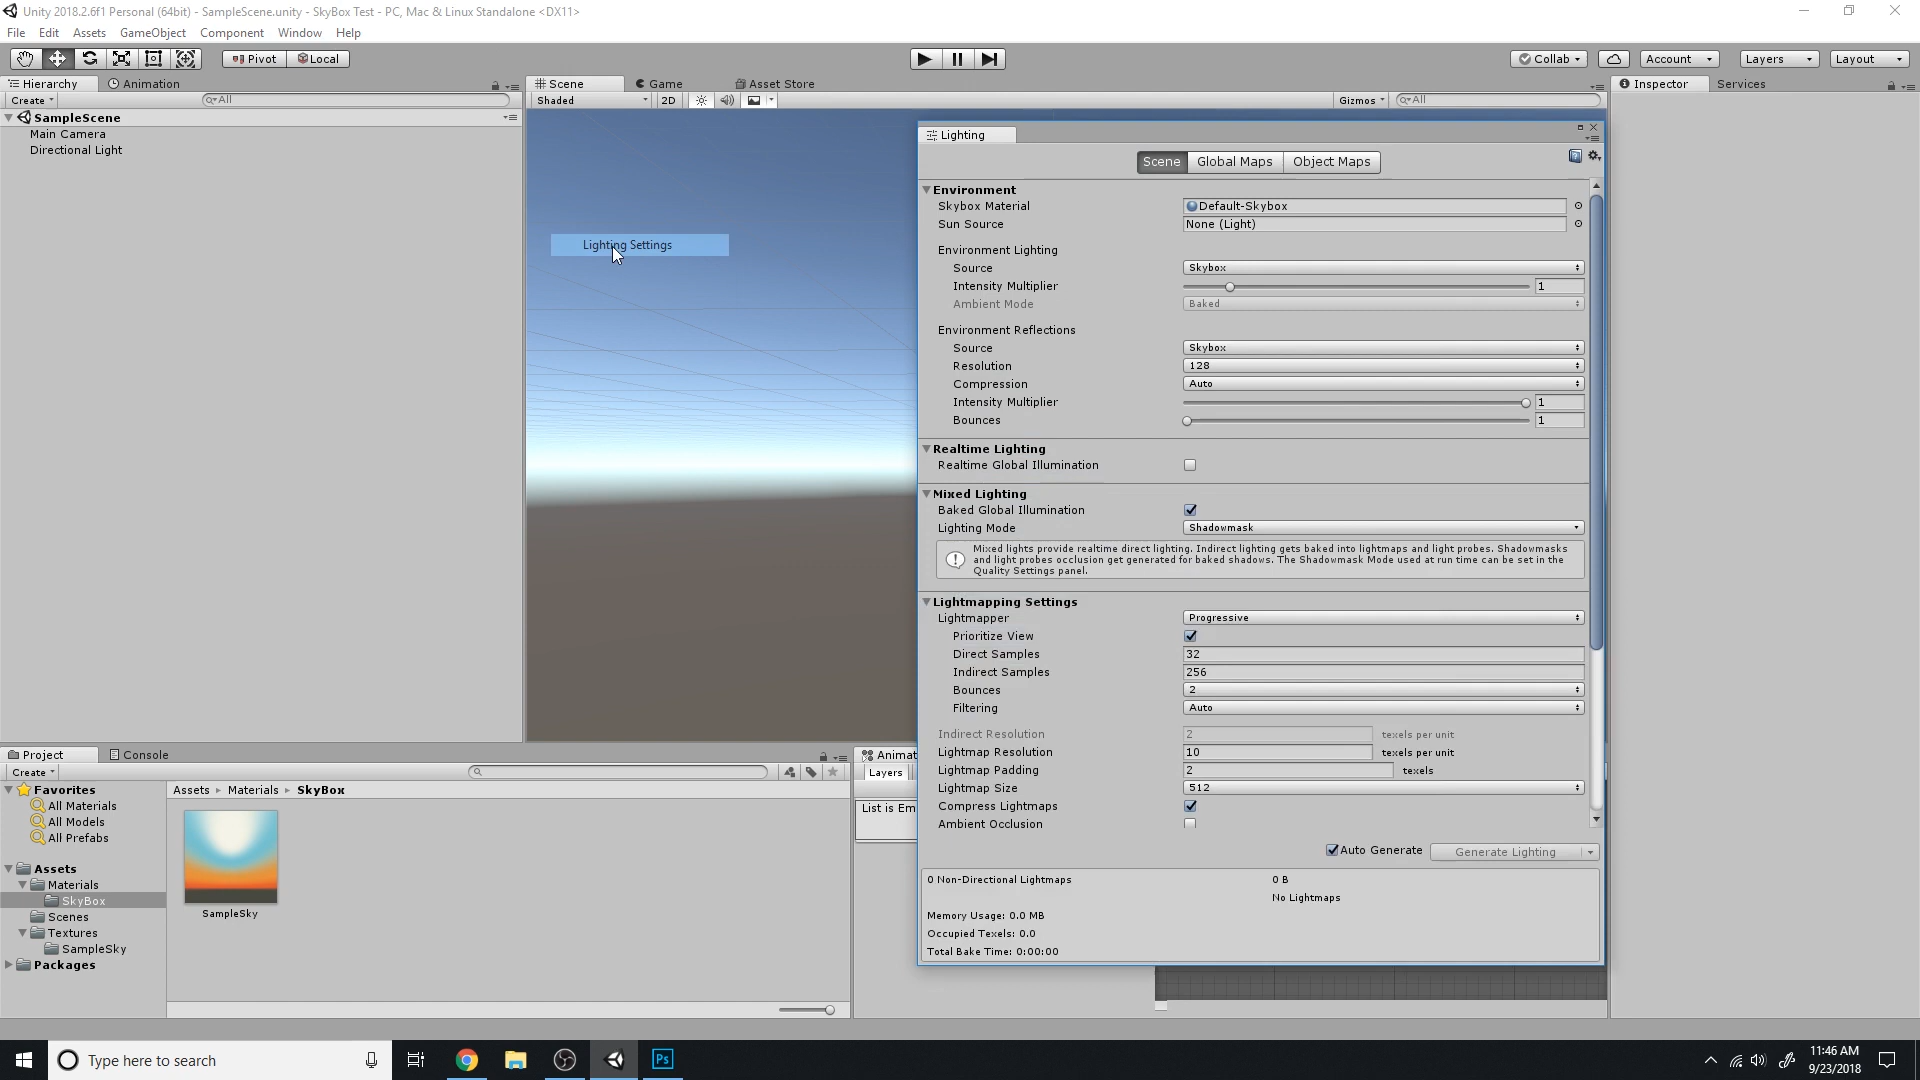 Unity 2018.2.6f1 Personal (64bit) - SampleScene.unity - SkyBox Test - PC, Mac & Linux Standalone <DX11>
File Edit Assets GameObject Component Window Help
Pivot Local Collab Account Layers Layout
Hierarchy Animation Scene Game Asset Store Inspector Services
Create All Shaded 2D Gizmos All
SampleScene
Main Camera
Directional Light
Lighting Settings
Lighting
Scene Global Maps Object Maps
Environment
Skybox Material Default-Skybox
Sun Source None (Light)
Environment Lighting
Source Skybox
Intensity Multiplier 1
Ambient Mode Baked
Environment Reflections
Source Skybox
Resolution 128
Compression Auto
Intensity Multiplier 1
Bounces 1
Realtime Lighting
Realtime Global Illumination
Mixed Lighting
Baked Global Illumination
Lighting Mode Shadowmask
Mixed lights provide realtime direct lighting. Indirect lighting gets baked into lightmaps and light probes. Shadowmasks
and light probes occlusion get generated for baked shadows. The Shadowmask Mode used at run time can be set in the
Quality Settings panel.
Lightmapping Settings
Lightmapper Progressive
Prioritize View
Direct Samples 32
Indirect Samples 256
Bounces 2
Filtering Auto
Indirect Resolution 2 texels per unit
Lightmap Resolution 10 texels per unit
Lightmap Padding 2 texels
Lightmap Size 512
Compress Lightmaps
Ambient Occlusion
Auto Generate Generate Lighting
0 Non-Directional Lightmaps 0 B
No Lightmaps
Memory Usage: 0.0 MB
Occupied Texels: 0.0
Total Bake Time: 0:00:00
Project Console
Create
Favorites
All Materials
All Models
All Prefabs
Assets
Materials
SkyBox
Scenes
Textures
SampleSky
Packages
Assets Materials SkyBox
SampleSky
Animat
Layers
List is Em
Type here to search
Ps
11:46 AM
9/23/2018